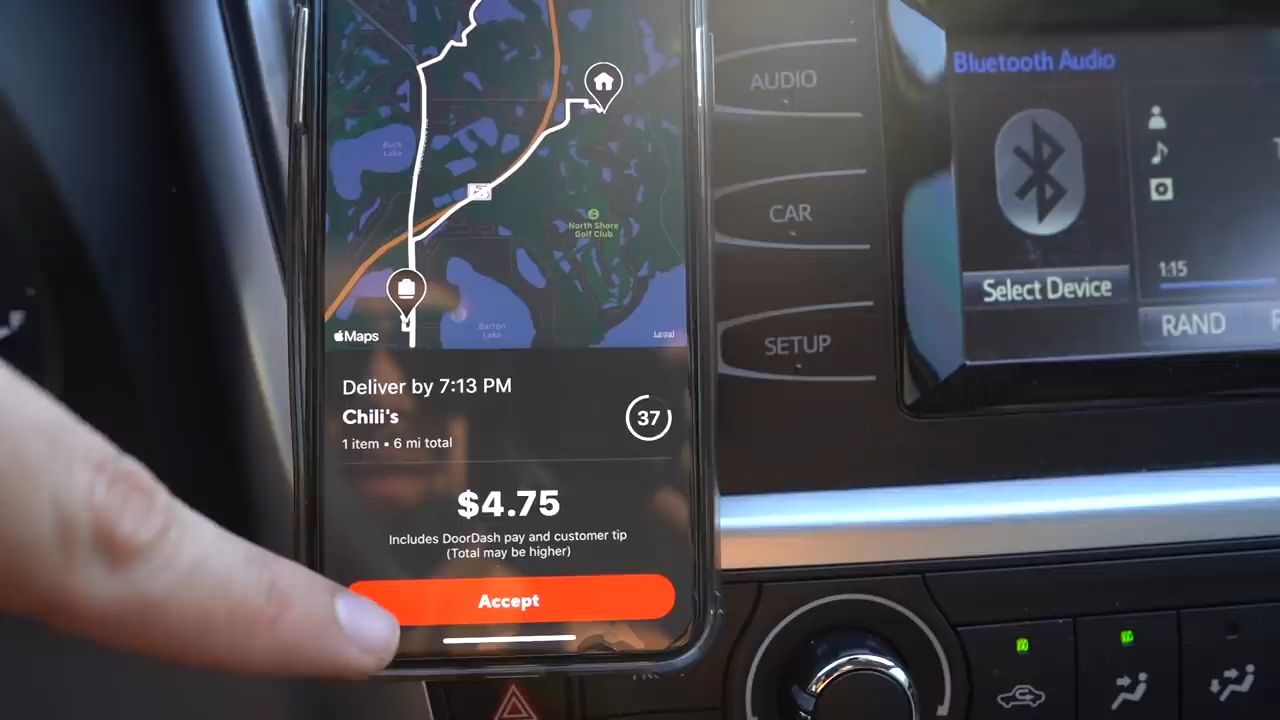 Buck
Lake
North Shore
Golf Club
Barton
Lake
Maps
Legal
Deliver by 7:13 PM
Chili's
1 item • 6 mi total
37
$4.75
Includes DoorDash pay and customer tip
(Total may be higher)
Accept
AUDIO
CAR
SETUP
Bluetooth Audio
Select Device
1:15
RAND